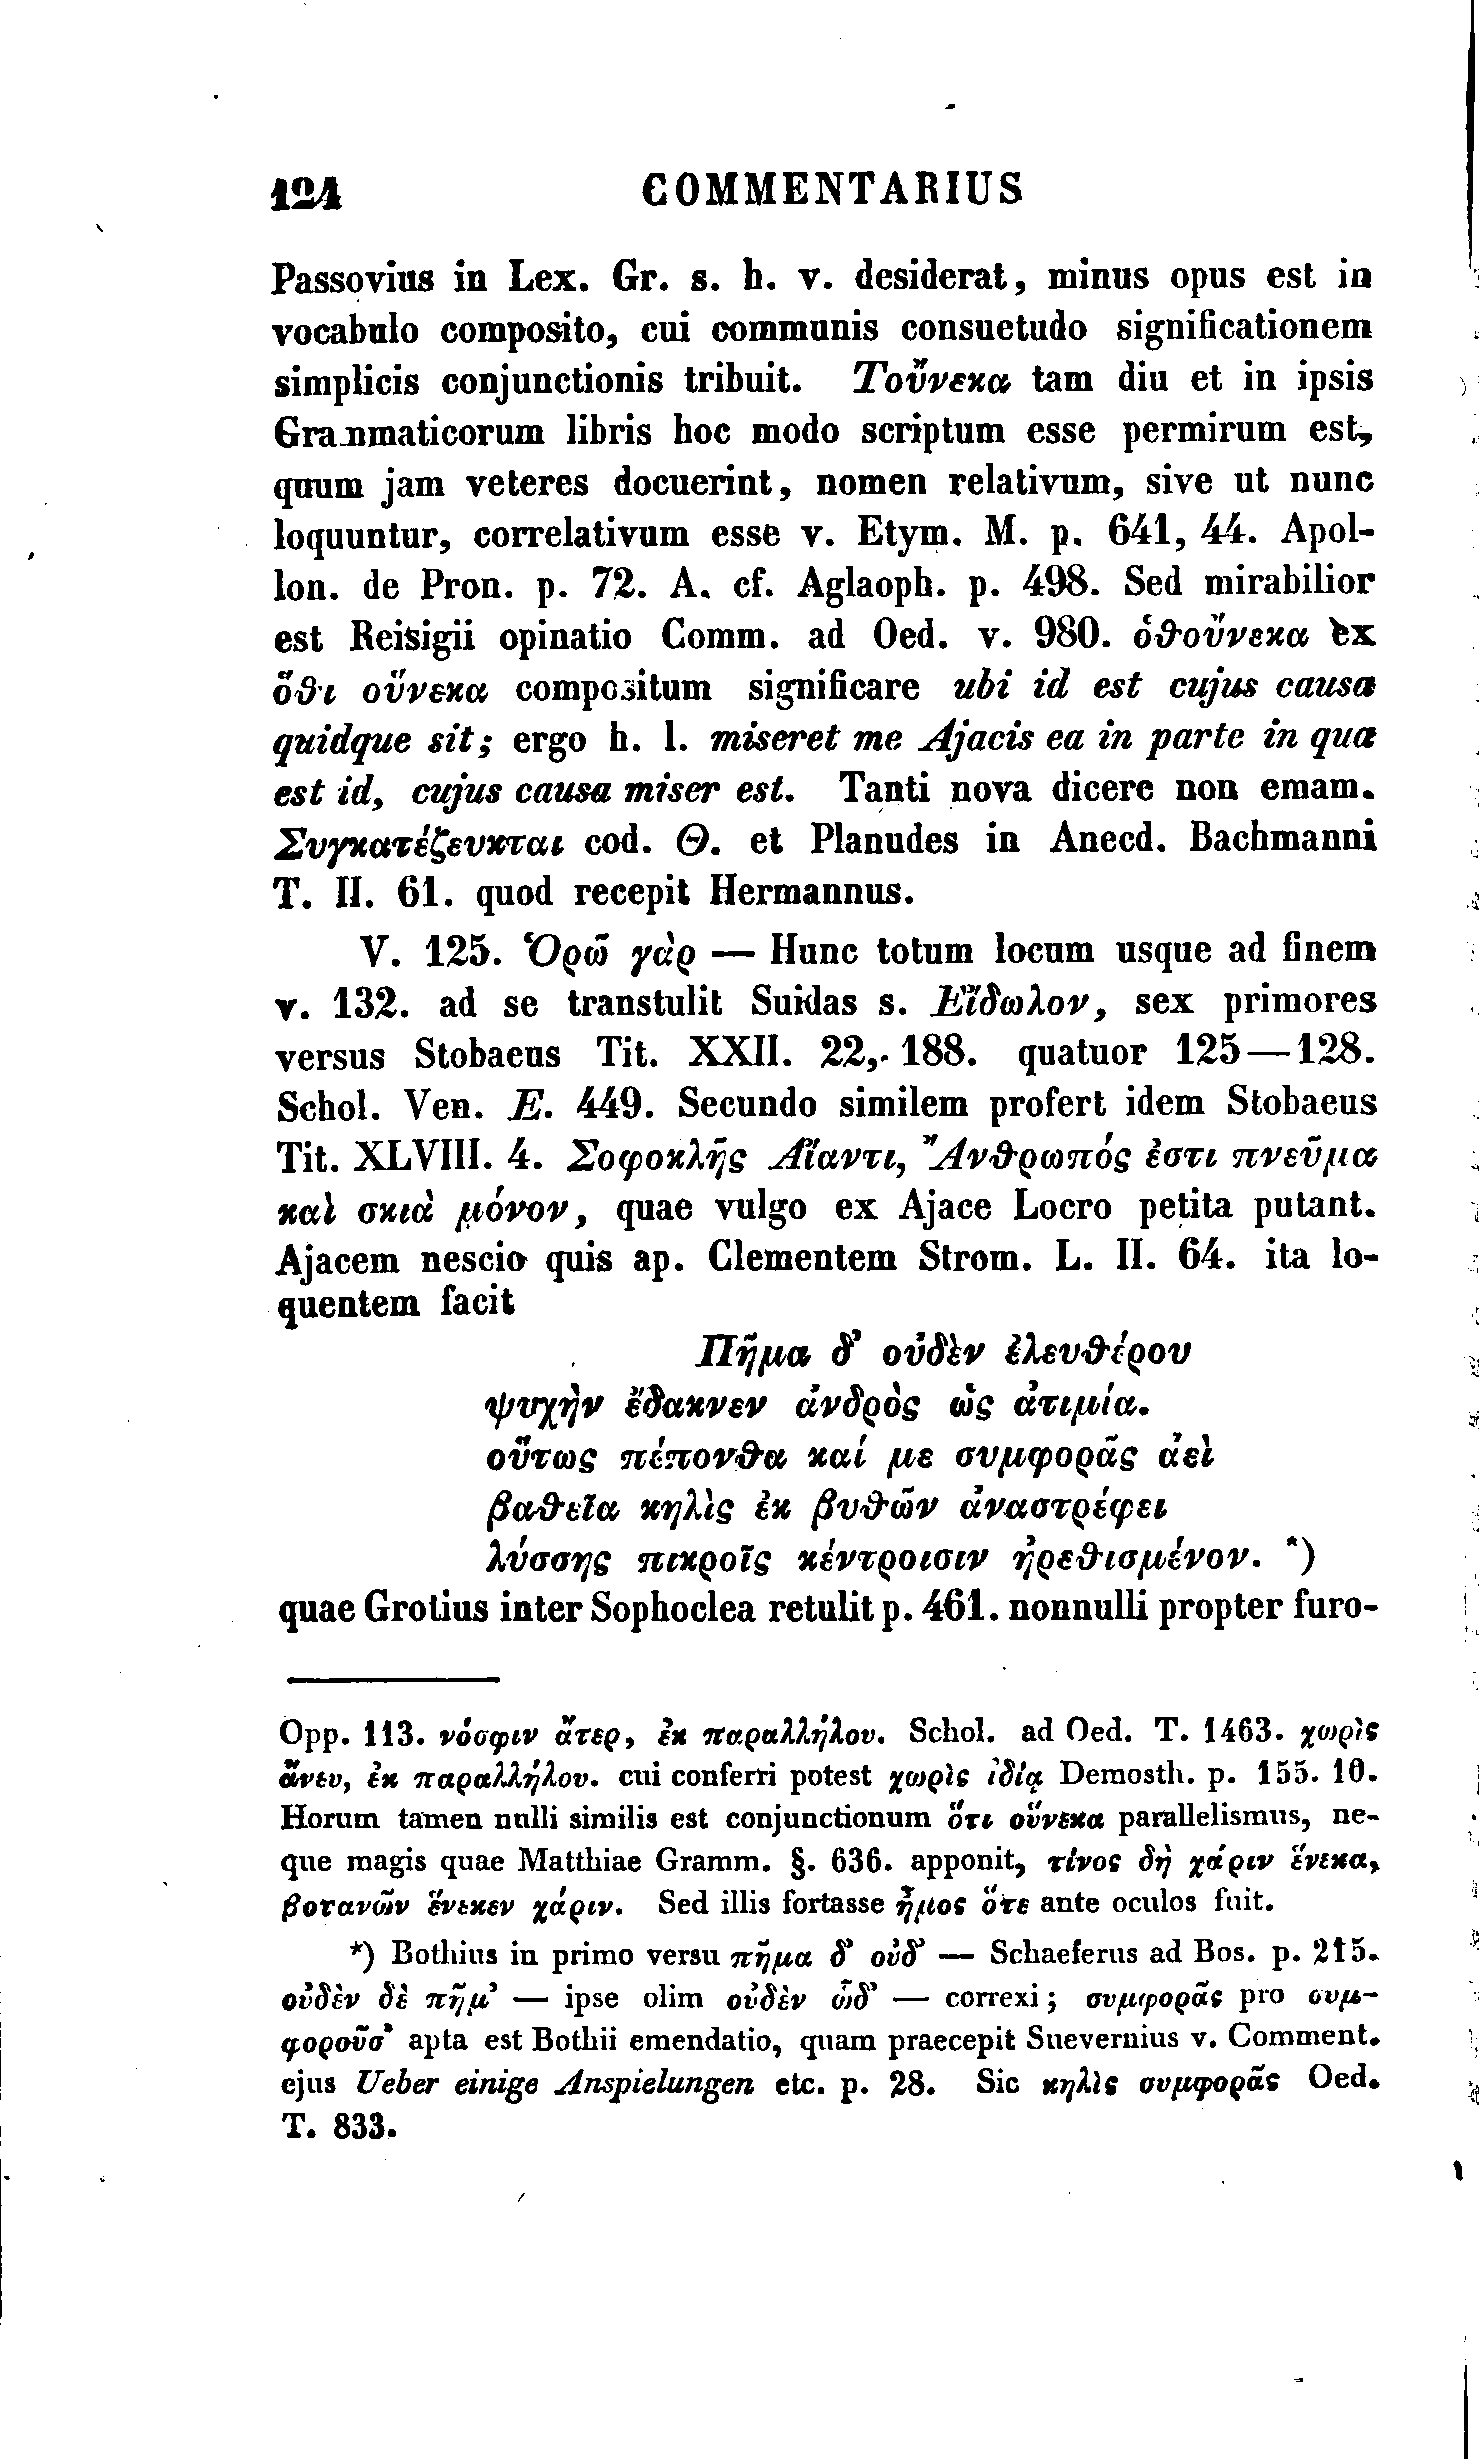 124 COMMENTARIUS
Passovius in Lex. Gr. s. h. v. desiderat, minus opus est in
vocabulo composito, cui communis consuetudo significationem
simplicis conjunctionis tribuit. Τοὔνεκα tam diu et in ipsis
Grammaticorum libris hoc modo scriptum esse permirum est,
quum jam veteres docuerint, nomen relativum, sive ut nunc
loquuntur, correlativum esse v. Etym. M. p. 641, 44. Apol-
lon. de Pron. p. 72. A. cf. Aglaoph. p. 498. Sed mirabilior
est Reisigii opinatio Comm. ad Oed. v. 980. ὁθοὔνεκα ex
ὅθι οὕνεκα compositum significare ubi id est cujus causa
quidque sit; ergo h. l. miseret me Ajacis ea in parte in qua
est id, cujus causa miser est. Tanti nova dicere non emam.
Συγκατέζευκται cod. Θ. et Planudes in Anecd. Bachmanni
T. II. 61. quod recepit Hermannus.
V. 125. Ὁρῶ γὰρ — Hunc totum locum usque ad finem
v. 132. ad se transtulit Suidas s. Εἴδωλον, sex primores
versus Stobaeus Tit. XXII. 22, 188. quatuor 125—128.
Schol. Ven. E. 449. Secundo similem profert idem Stobaeus
Tit. XLVIII. 4. Σοφοκλῆς Αἴαντι, Ἄνθρωπός ἐστι πνεῦμα
καὶ σκιὰ μόνον, quae vulgo ex Ajace Locro petita putant.
Ajacem nescio quis ap. Clementem Strom. L. II. 64. ita lo-
quentem facit
Πῆμα δ᾽ οὐδὲν ἐλευθέρου
ψυχὴν ἔδακνεν ἀνδρὸς ὡς ἀτιμία.
οὕτως πέπονθα καί με συμφορᾶς ἀεὶ
βαθεῖα κηλὶς ἐκ βυθῶν ἀναστρέφει
λύσσης πικροῖς κέντροισιν ἠρεθισμένον. *)
quae Grotius inter Sophoclea retulit p. 461. nonnulli propter furo-
Opp. 113. νόσφιν ἄτερ, ἐκ παραλλήλου. Schol. ad Oed. T. 1463. χωρὶς
ἄνευ, ἐκ παραλλήλου. cui conferri potest χωρὶς ἰδίᾳ Demosth. p. 155. 10.
Horum tamen nulli similis est conjunctionum ὅτι οὕνεκα parallelismus, ne-
que magis quae Matthiae Gramm. §. 636. apponit, τίνος δὴ χάριν ἕνεκα,
βοτανῶν ἕνεκεν χάριν. Sed illis fortasse ἦμος ὅτε ante oculos fuit.
*) Bothius in primo versu πῆμα δ᾽ οὐδ᾽ — Schaeferus ad Bos. p. 215.
οὐδὲν δὲ πῆμ᾽ — ipse olim οὐδὲν ὧδ᾽ — correxi; συμφορᾶς pro συμ-
φοροῦσ᾽ apta est Bothii emendatio, quam praecepit Suevernius v. Comment.
ejus Ueber einige Anspielungen etc. p. 28. Sic κηλὶς συμφορᾶς Oed.
T. 833.